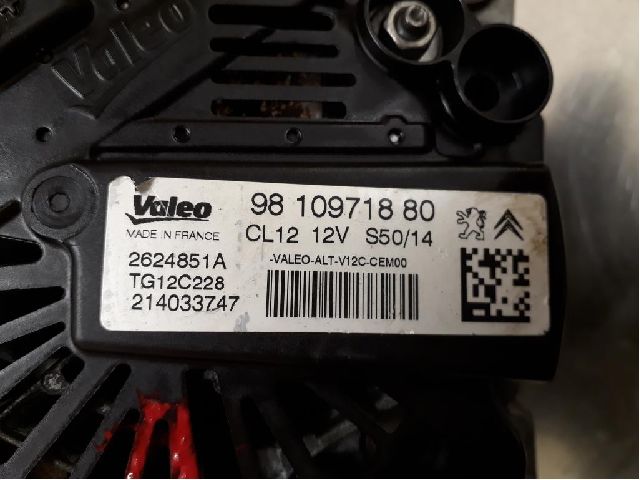 Valeo
Valeo
MADE IN FRANCE
2624851A
TG12C228
214033747
98 109718 80
CL12 12V S50/14
-VALEO-ALT-V12C-CEM00